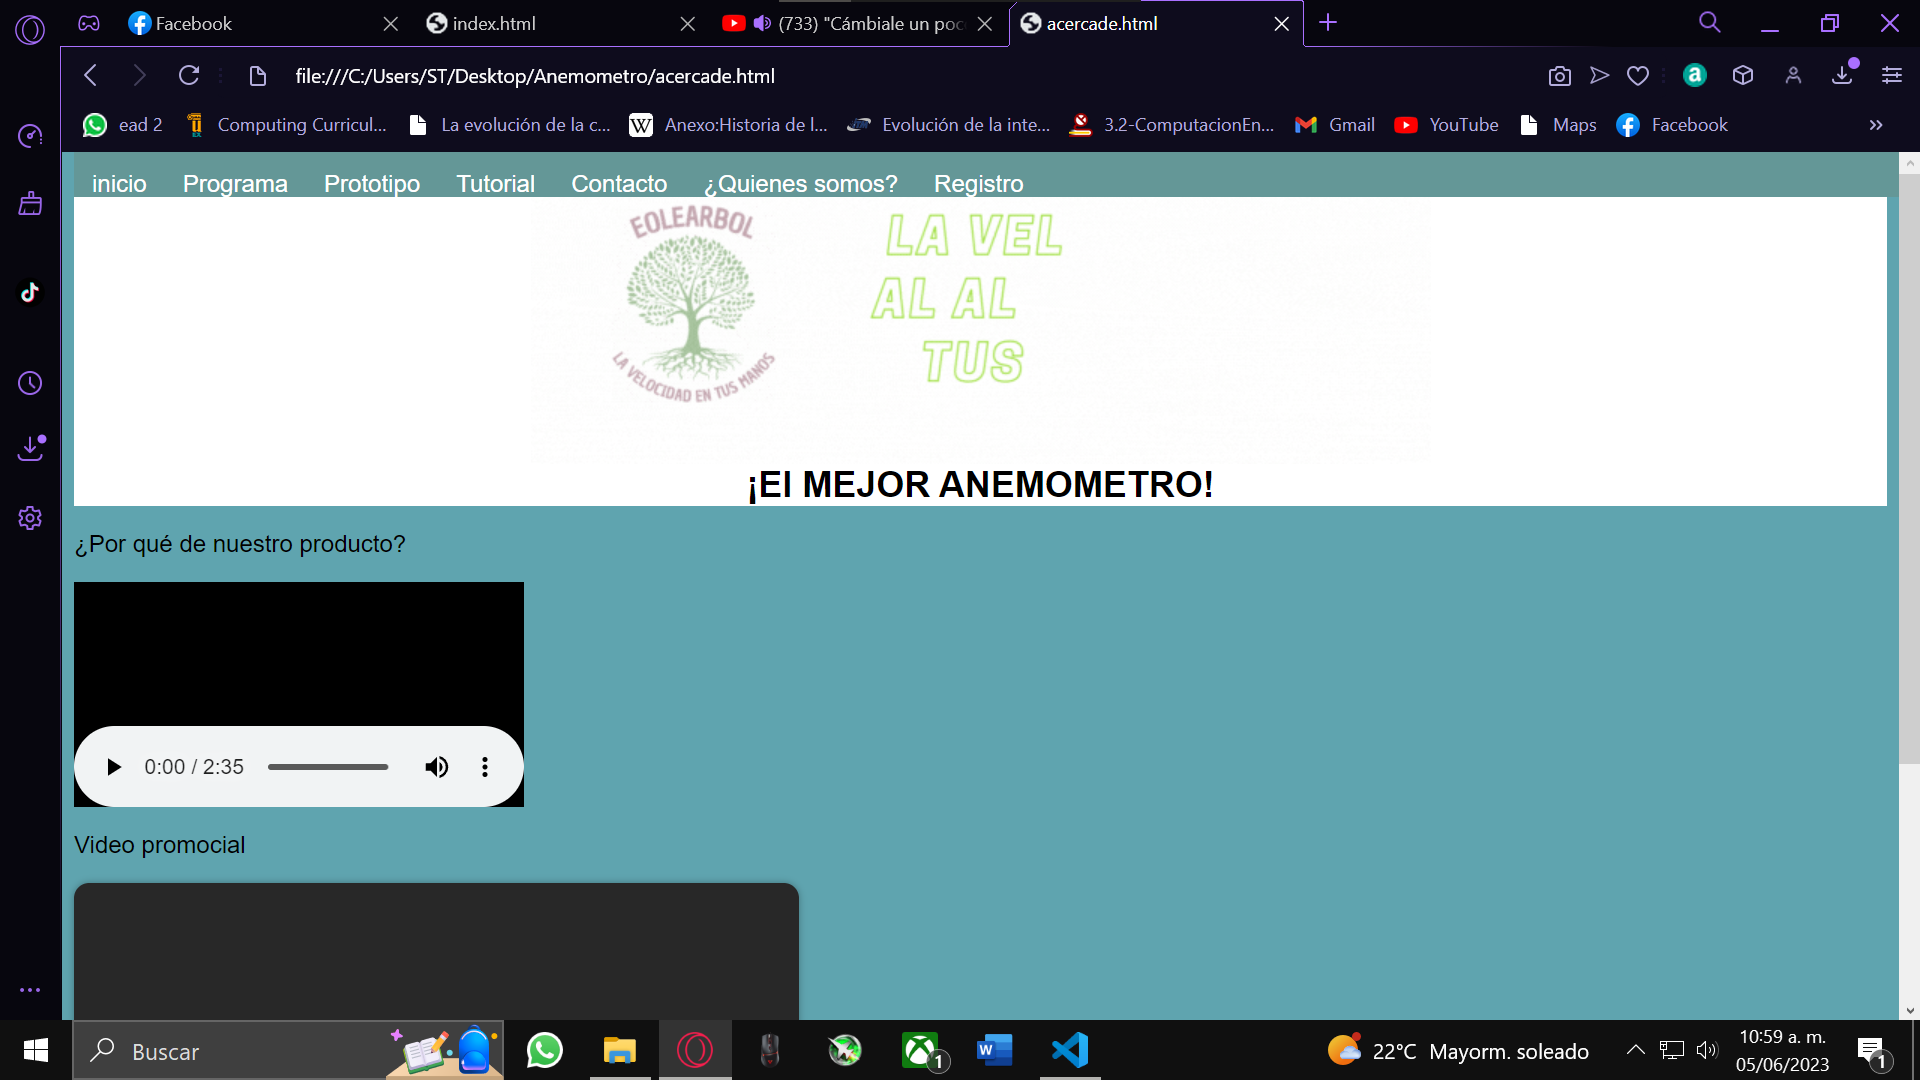 Facebook
index.html
(733) "Cámbiale un poc
acercade.html
file:///C:/Users/ST/Desktop/Anemometro/acercade.html
ead 2
Computing Curricul...
La evolución de la c...
W
Anexo:Historia de l...
Evolución de la inte...
3.2-ComputacionEn...
Gmail
YouTube
Maps
Facebook
inicio
Programa
Prototipo
Tutorial
Contacto
¿Quienes somos?
Registro
EOLEARBOL
LA VELOCIDAD EN TUS MANOS
LA VEL
AL AL
TUS
¡El MEJOR ANEMOMETRO!
¿Por qué de nuestro producto?
0:00 / 2:35
Video promocial
Buscar
1
22°C Mayorm. soleado
10:59 a. m.
05/06/2023
1